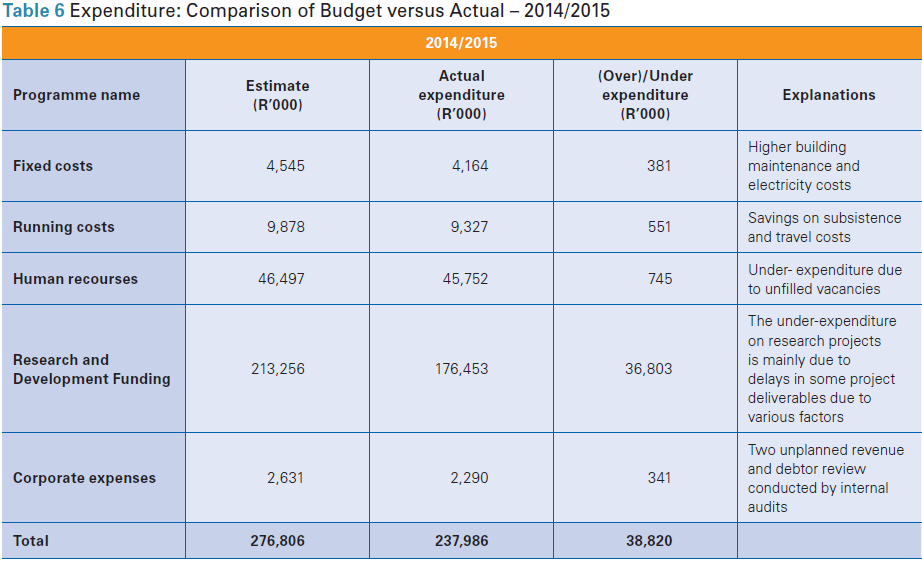 Table 6 Expenditure: Comparison of Budget versus Actual – 2014/2015
2014/2015
Programme name
Estimate
(R'000)
Actual
expenditure
(R'000)
(Over)/Under
expenditure
(R'000)
Explanations
Fixed costs
4,545
4,164
381
Higher building
maintenance and
electricity costs
Running costs
9,878
9,327
551
Savings on subsistence
and travel costs
Human recourses
46,497
45,752
745
Under- expenditure due
to unfilled vacancies
Research and
Development Funding
213,256
176,453
36,803
The under-expenditure
on research projects
is mainly due to
delays in some project
deliverables due to
various factors
Corporate expenses
2,631
2,290
341
Two unplanned revenue
and debtor review
conducted by internal
audits
Total
276,806
237,986
38,820